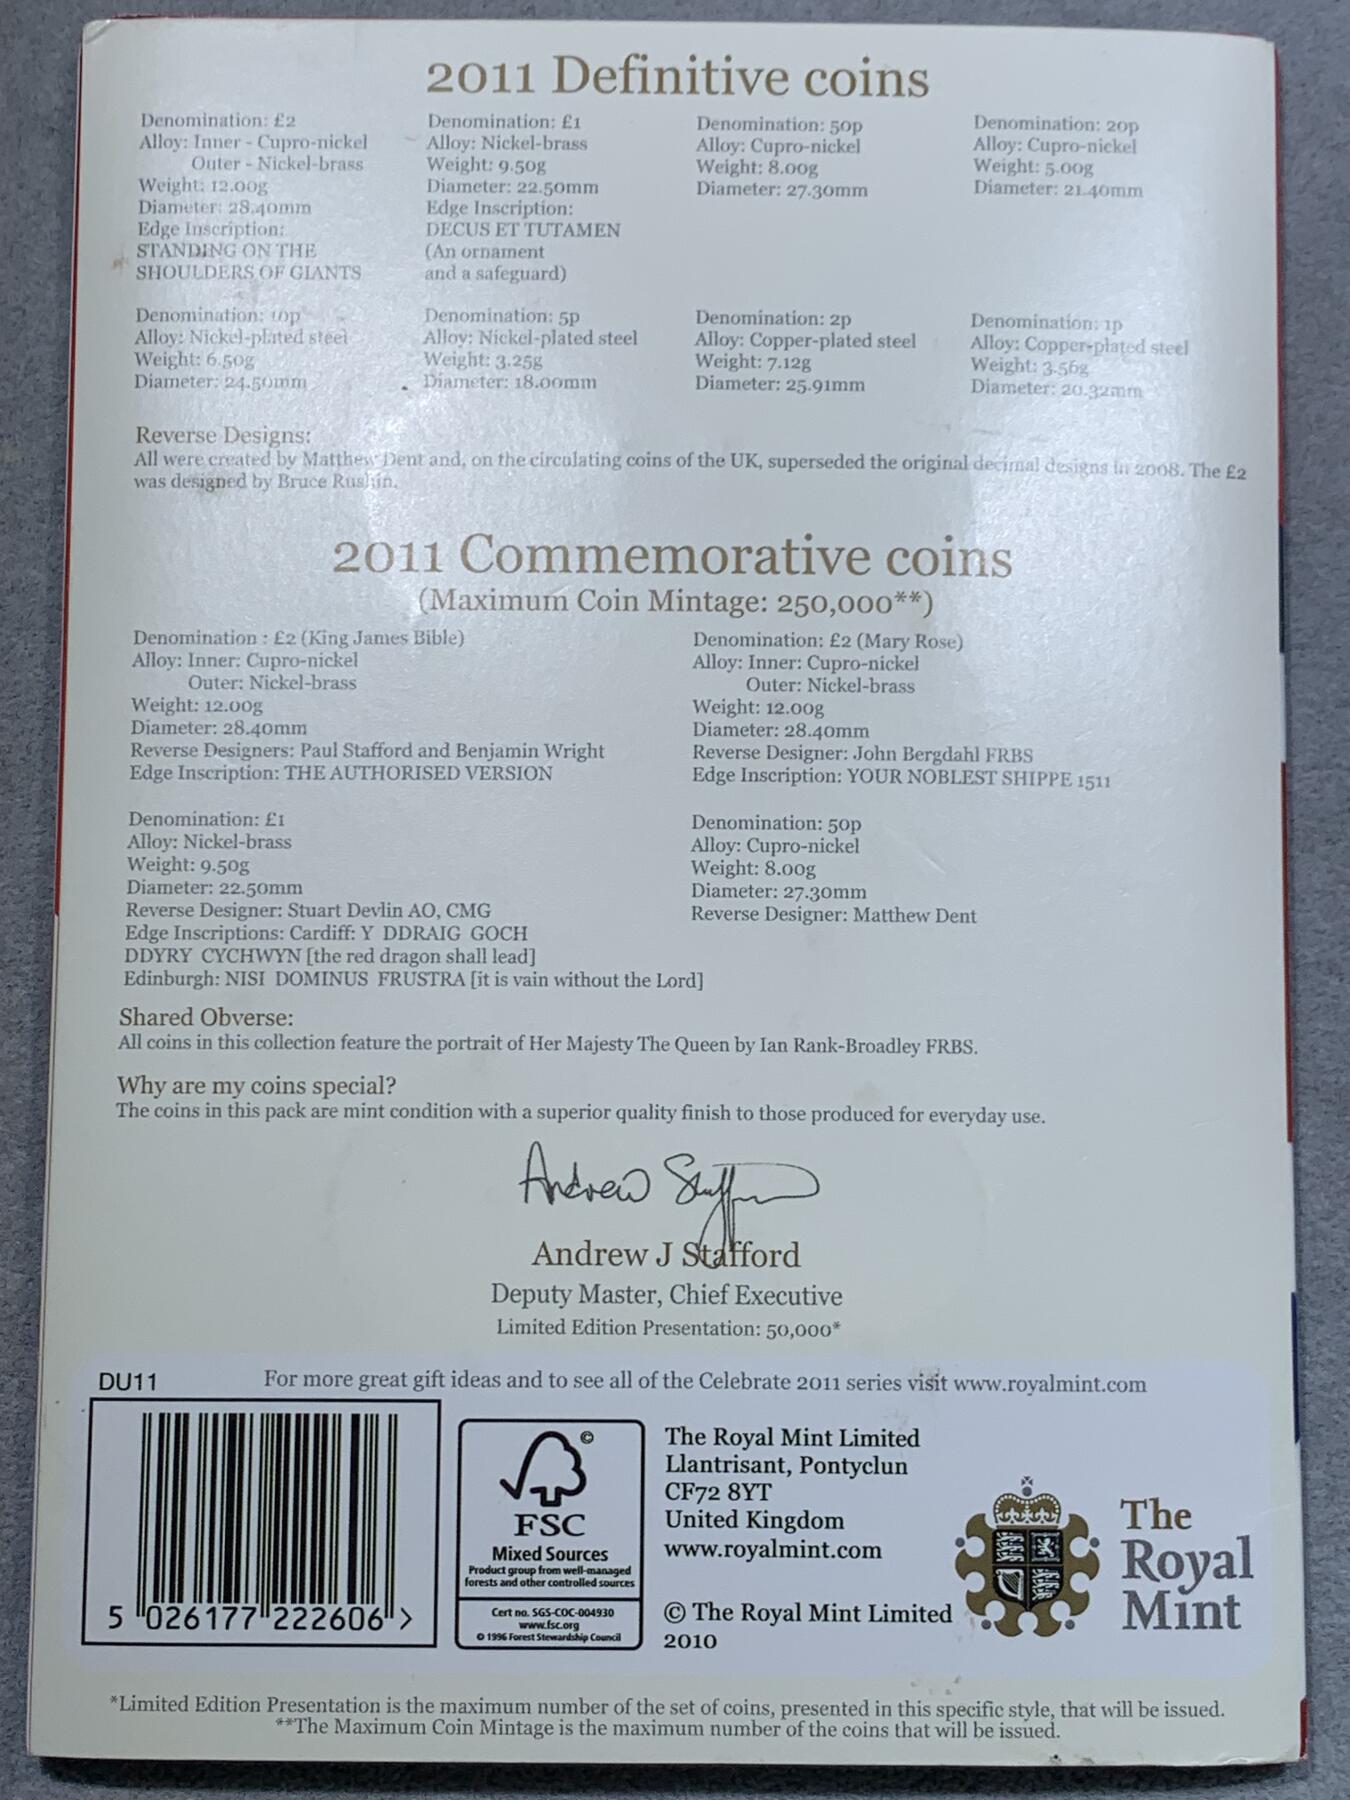 2011 Definitive coins
Denomination: £2
Alloy: Inner - Cupro-nickel
Outer - Nickel-brass
Weight: 12.00g
Diameter: 28.40mm
Edge Inscription:
STANDING ON THE
SHOULDERS OF GIANTS
Denomination: £1
Alloy: Nickel-brass
Weight: 9.50g
Diameter: 22.50mm
Edge Inscription:
DECUS ET TUTAMEN
(An ornament
and a safeguard)
Denomination: 50p
Alloy: Cupro-nickel
Weight: 8.00g
Diameter: 27.30mm
Denomination: 20p
Alloy: Cupro-nickel
Weight: 5.00g
Diameter: 21.40mm
Denomination: 10p
Alloy: Nickel-plated steel
Weight: 6.50g
Diameter: 24.50mm
Denomination: 5p
Alloy: Nickel-plated steel
Weight: 3.25g
Diameter: 18.00mm
Denomination: 2p
Alloy: Copper-plated steel
Weight: 7.12g
Diameter: 25.91mm
Denomination: 1p
Alloy: Copper-plated steel
Weight: 3.56g
Diameter: 20.32mm
Reverse Designs:
All were created by Matthew Dent and, on the circulating coins of the UK, superseded the original decimal designs in 2008. The £2
was designed by Bruce Rushin.
2011 Commemorative coins
(Maximum Coin Mintage: 250,000**)
Denomination : £2 (King James Bible)
Alloy: Inner: Cupro-nickel
Outer: Nickel-brass
Weight: 12.00g
Diameter: 28.40mm
Reverse Designers: Paul Stafford and Benjamin Wright
Edge Inscription: THE AUTHORISED VERSION
Denomination: £2 (Mary Rose)
Alloy: Inner: Cupro-nickel
Outer: Nickel-brass
Weight: 12.00g
Diameter: 28.40mm
Reverse Designer: John Bergdahl FRBS
Edge Inscription: YOUR NOBLEST SHIPPE 1511
Denomination: £1
Alloy: Nickel-brass
Weight: 9.50g
Diameter: 22.50mm
Reverse Designer: Stuart Devlin AO, CMG
Edge Inscriptions: Cardiff: Y DDRAIG GOCH
DDYRY CYCHWYN [the red dragon shall lead]
Edinburgh: NISI DOMINUS FRUSTRA [it is vain without the Lord]
Denomination: 50p
Alloy: Cupro-nickel
Weight: 8.00g
Diameter: 27.30mm
Reverse Designer: Matthew Dent
Shared Obverse:
All coins in this collection feature the portrait of Her Majesty The Queen by Ian Rank-Broadley FRBS.
Why are my coins special?
The coins in this pack are mint condition with a superior quality finish to those produced for everyday use.
Andrew Stafford
Andrew J Stafford
Deputy Master, Chief Executive
Limited Edition Presentation: 50,000*
DU11
For more great gift ideas and to see all of the Celebrate 2011 series visit www.royalmint.com
5 026177 222606 >
©
FSC
Mixed Sources
Product group from well-managed
forests and other controlled sources
Cert no. SGS-COC-004930
www.fsc.org
© 1996 Forest Stewardship Council
The Royal Mint Limited
Llantrisant, Pontyclun
CF72 8YT
United Kingdom
www.royalmint.com
© The Royal Mint Limited
2010
The
Royal
Mint
*Limited Edition Presentation is the maximum number of the set of coins, presented in this specific style, that will be issued.
**The Maximum Coin Mintage is the maximum number of the coins that will be issued.